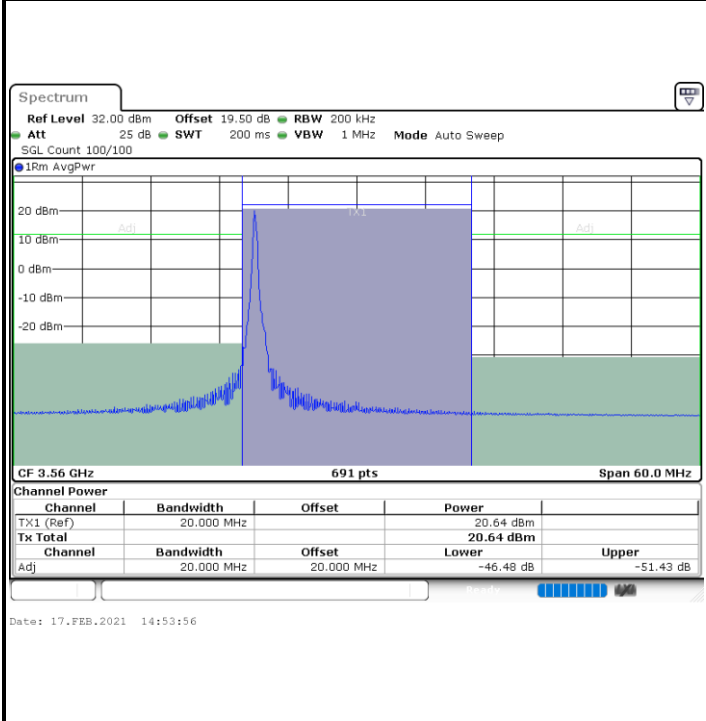 Spectrum
Ref Level 32.00 dBm Offset 19.50 dB RBW 200 kHz
Att 25 dB SWT 200 ms VBW 1 MHz Mode Auto Sweep
SGL Count 100/100
1Rm AvgPwr
TX1
20 dBm
Adj Adj
10 dBm
0 dBm
-10 dBm
-20 dBm
CF 3.56 GHz 691 pts Span 60.0 MHz
Channel Power
Channel Bandwidth Offset Power
TX1 (Ref) 20.000 MHz 20.64 dBm
Tx Total 20.64 dBm
Channel Bandwidth Offset Lower Upper
Adj 20.000 MHz 20.000 MHz -46.48 dB -51.43 dB
Ready
Date: 17.FEB.2021 14:53:56